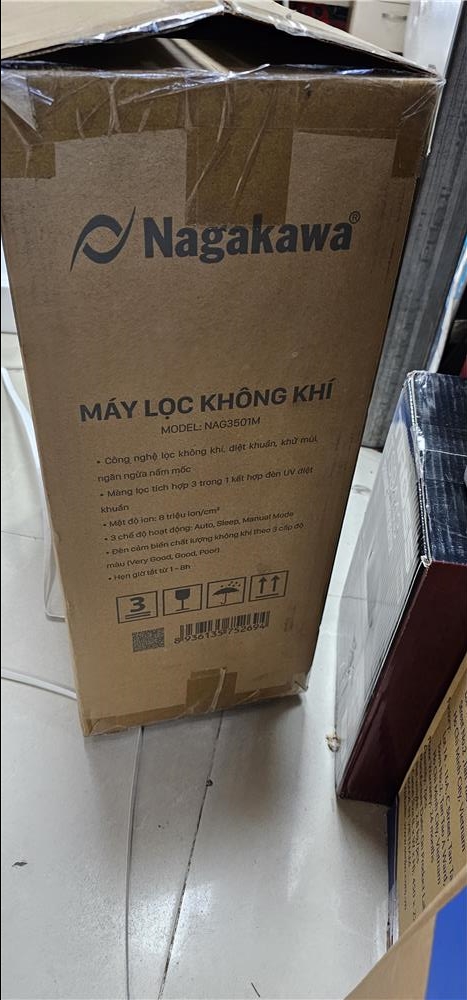 Nagakawa®
MÁY LỌC KHÔNG KHÍ
MODEL: NAG3501M
• Công nghệ lọc không khí, diệt khuẩn, khử mùi,
ngăn ngừa nấm mốc
• Màng lọc tích hợp 3 trong 1 kết hợp đèn UV diệt
khuẩn
• Mật độ ion: 8 triệu ion/cm³
• 3 chế độ hoạt động: Auto, Sleep, Manual Mode
• Đèn cảm biến chất lượng không khí theo 3 cấp độ
màu (Very Good, Good, Poor)
• Hẹn giờ tắt từ 1 - 8h
3
8 936135 752694